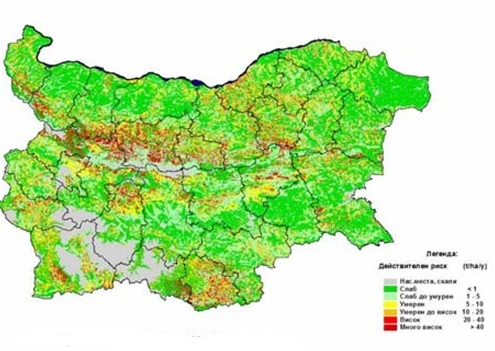 Легенда:
Действителен риск (t/ha/y)
Нас.места, скали
Слаб < 1
Слаб до умерен 1 - 5
Умерен 5 - 10
Умерен до висок 10 - 20
Висок 20 - 40
Много висок > 40